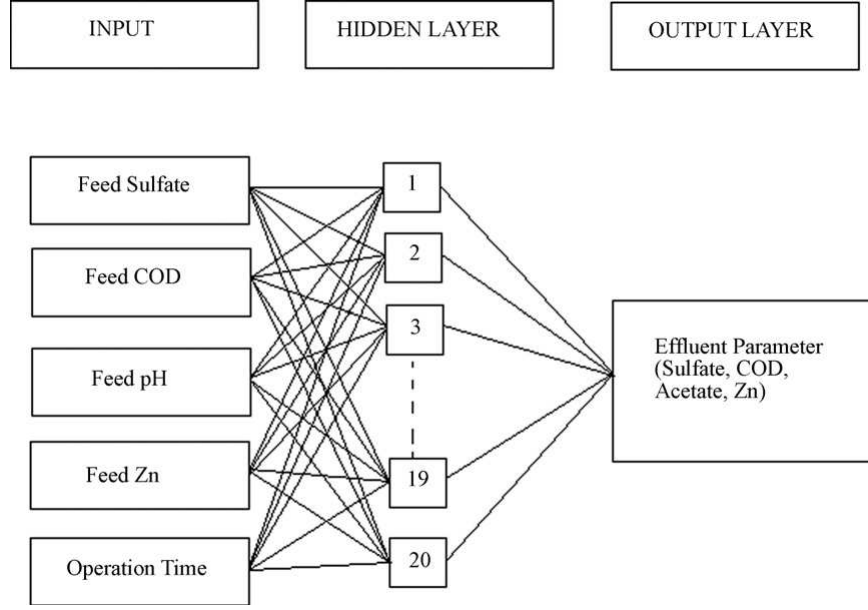 INPUT
HIDDEN LAYER
OUTPUT LAYER
Feed Sulfate
Feed COD
Feed pH
Feed Zn
Operation Time
1
2
3
19
20
Effluent Parameter
(Sulfate, COD,
Acetate, Zn)